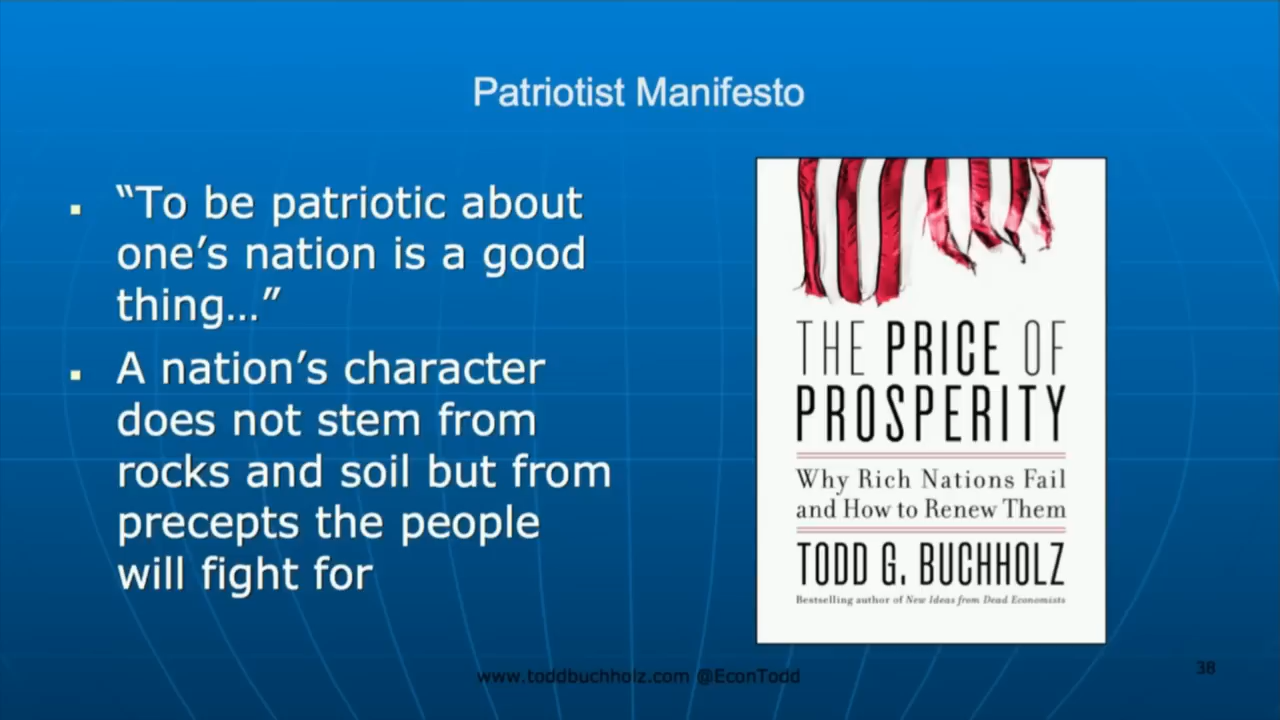 Patriotist Manifesto
▪ “To be patriotic about
one’s nation is a good
thing…”
▪ A nation’s character
does not stem from
rocks and soil but from
precepts the people
will fight for
THE PRICE OF
PROSPERITY
Why Rich Nations Fail
and How to Renew Them
TODD G. BUCHHOLZ
Bestselling author of New Ideas from Dead Economists
www.toddbuchholz.com @EconTodd
38